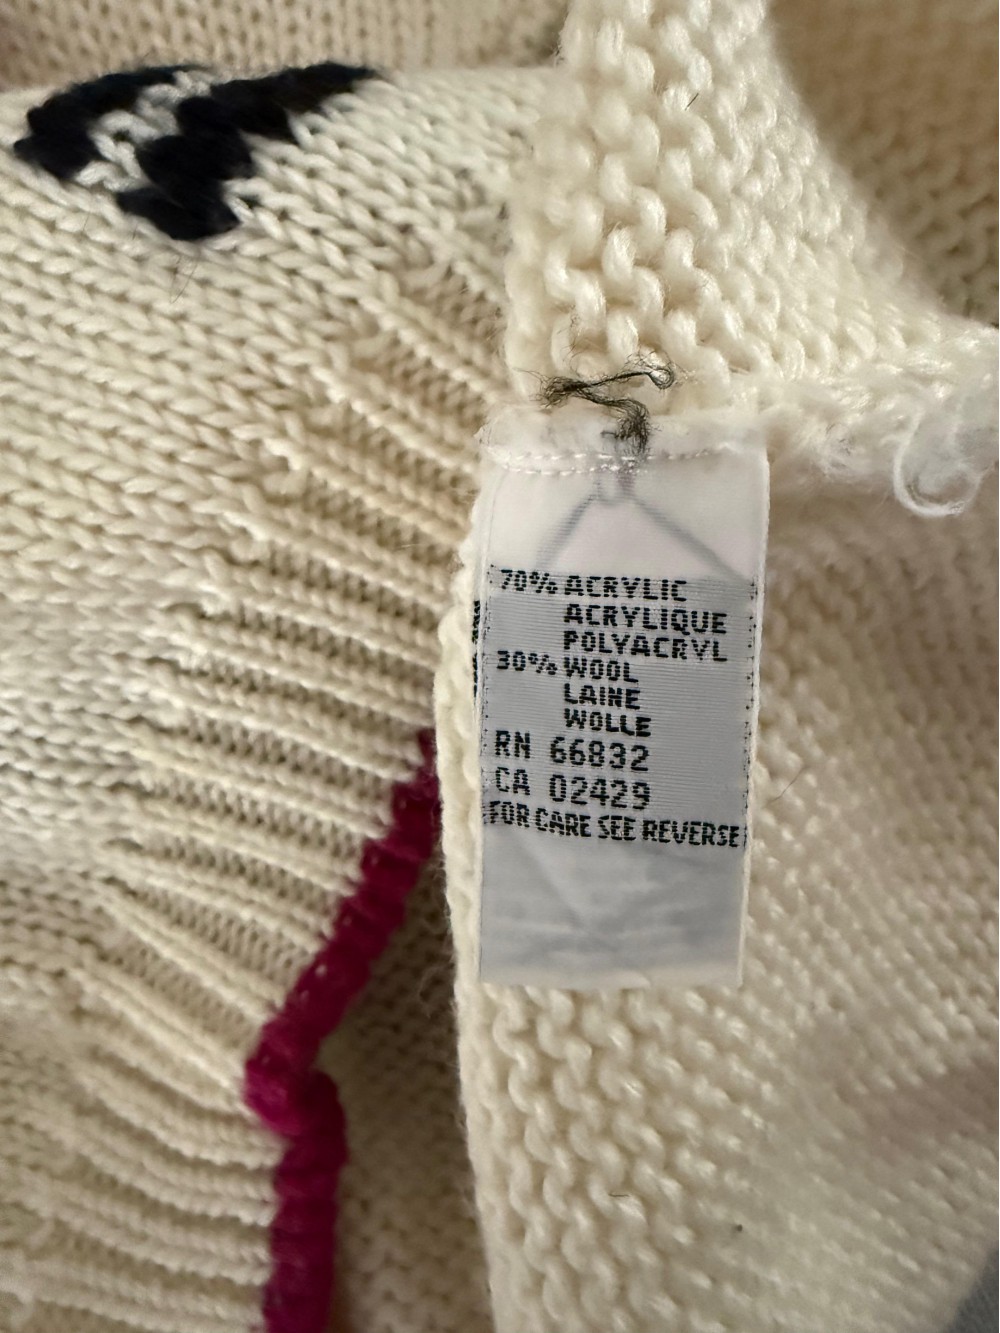 70% ACRYLIC
ACRYLIQUE
POLYACRYL
30% WOOL
LAINE
WOLLE
RN 66832
CA 02429
FOR CARE SEE REVERSE